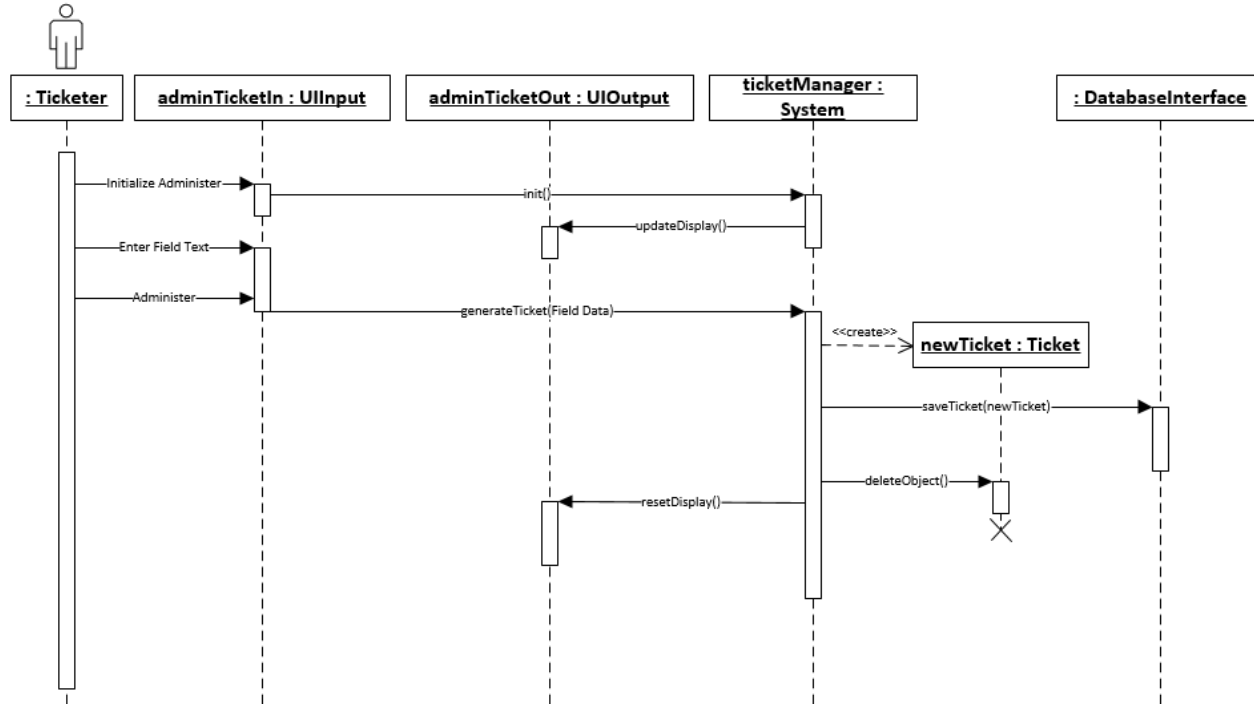 : Ticketer
adminTicketIn : UIInput
adminTicketOut : UIOutput
ticketManager :
System
: DatabaseInterface
Initialize Administer
init()
updateDisplay()
Enter Field Text
Administer
generateTicket(Field Data)
<<create>>
newTicket : Ticket
saveTicket(newTicket)
deleteObject()
resetDisplay()